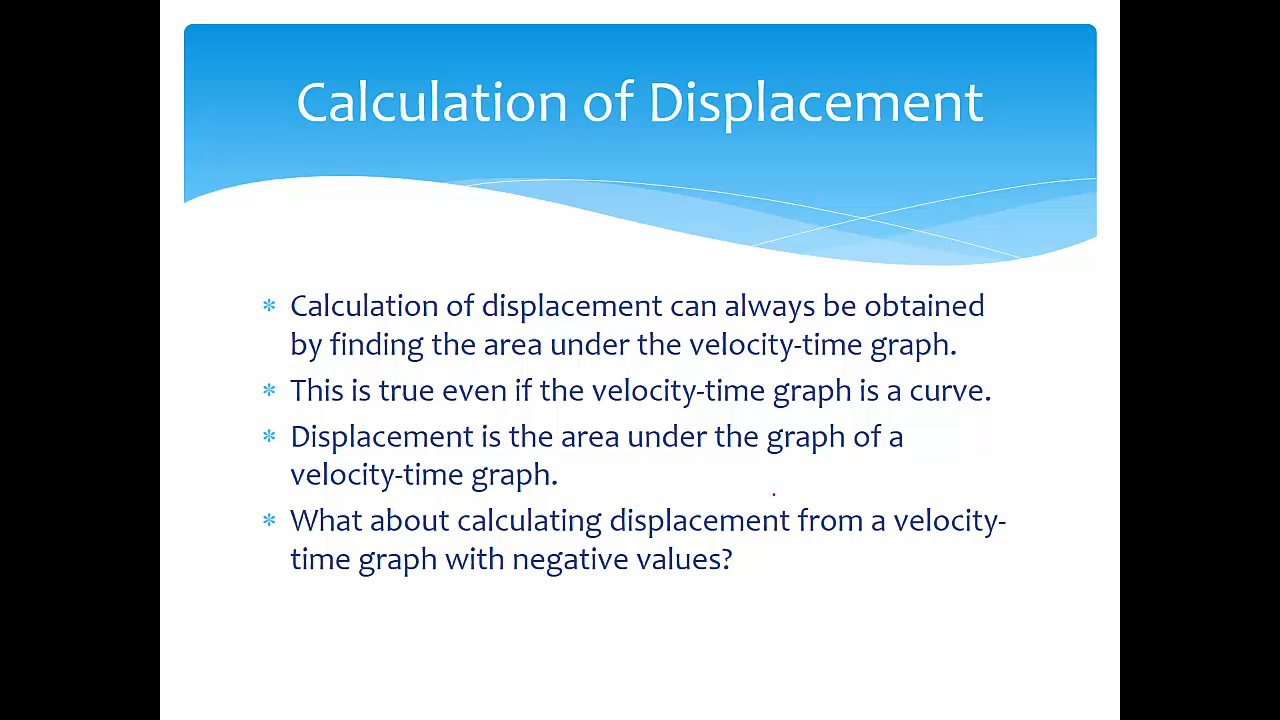 Calculation of Displacement
* Calculation of displacement can always be obtained
by finding the area under the velocity-time graph.
* This is true even if the velocity-time graph is a curve.
* Displacement is the area under the graph of a
velocity-time graph.
* What about calculating displacement from a velocity-
time graph with negative values?